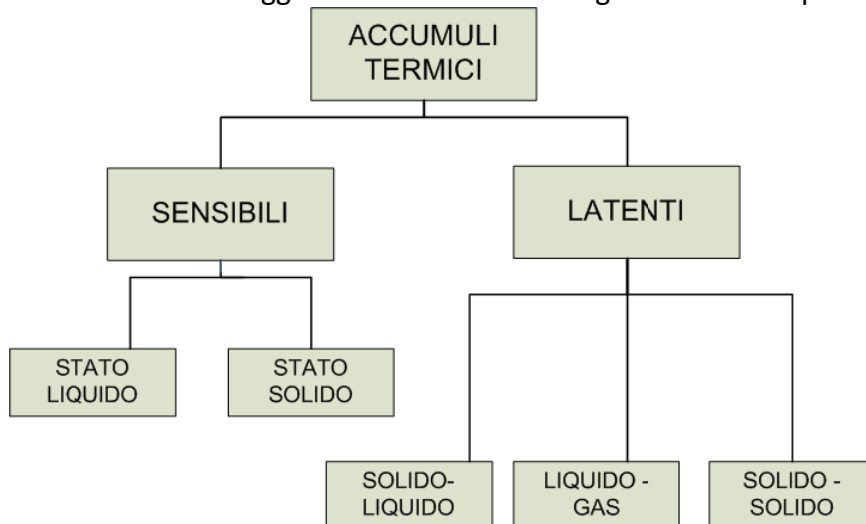 ACCUMULI
TERMICI
SENSIBILI
LATENTI
STATO
LIQUIDO
STATO
SOLIDO
SOLIDO-
LIQUIDO
LIQUIDO -
GAS
SOLIDO -
SOLIDO